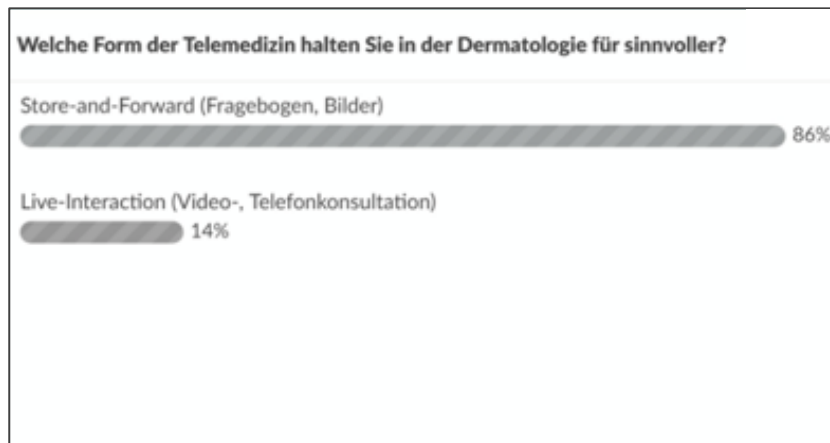 Welche Form der Telemedizin halten Sie in der Dermatologie für sinnvoller?
Store-and-Forward (Fragebogen, Bilder)
86%
Live-Interaction (Video-, Telefonkonsultation)
14%